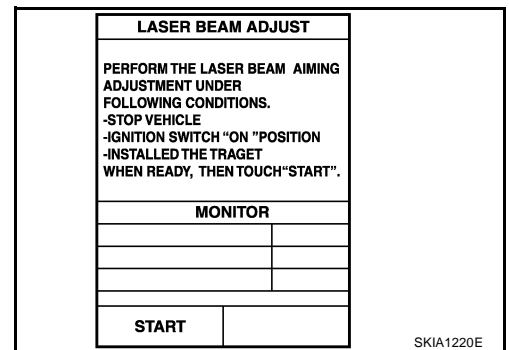 LASER BEAM ADJUST
PERFORM THE LASER BEAM AIMING
ADJUSTMENT UNDER
FOLLOWING CONDITIONS.
-STOP VEHICLE
-IGNITION SWITCH “ON ”POSITION
-INSTALLED THE TRAGET
WHEN READY, THEN TOUCH“START”.
MONITOR
START
SKIA1220E